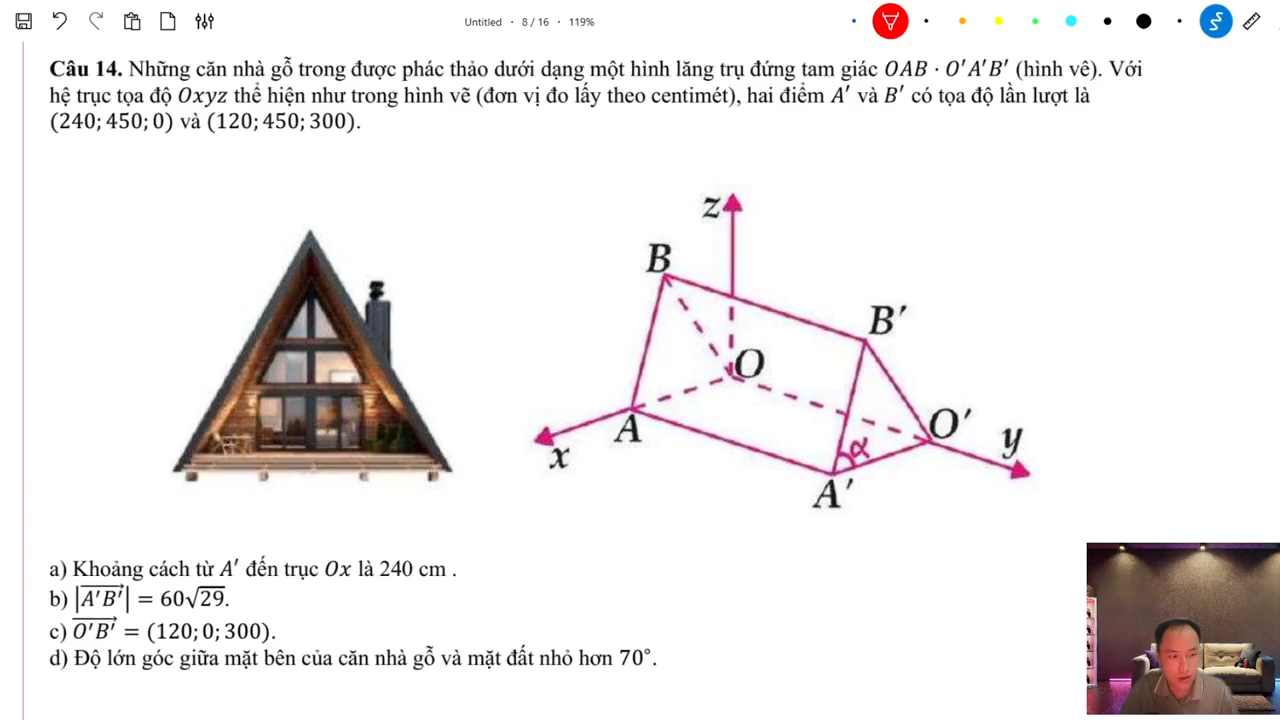 Untitled · 8 / 16 · 119%
Câu 14. Những căn nhà gỗ trong được phác thảo dưới dạng một hình lăng trụ đứng tam giác OAB · O′A′B′ (hình vê). Với
hệ trục tọa độ Oxyz thể hiện như trong hình vẽ (đơn vị đo lấy theo centimét), hai điểm A′ và B′ có tọa độ lần lượt là
(240; 450; 0) và (120; 450; 300).
z
B
B′
O
A
O′
y
x
α
A′
a) Khoảng cách từ A′ đến trục Ox là 240 cm .
b) |$\overrightarrow{A'B'}$| = 60√29.
c) $\overrightarrow{O'B'}$ = (120; 0; 300).
d) Độ lớn góc giữa mặt bên của căn nhà gỗ và mặt đất nhỏ hơn 70°.